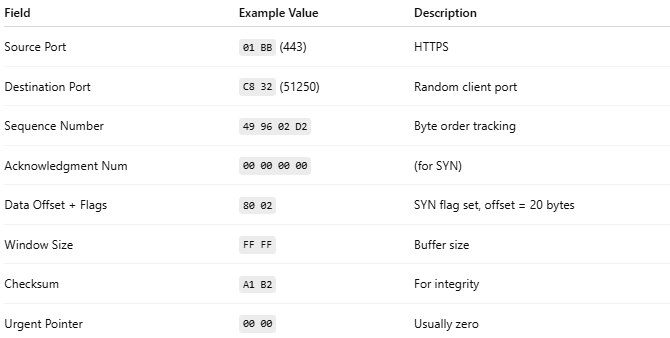 Field Example Value Description
Source Port 01 BB (443) HTTPS
Destination Port C8 32 (51250) Random client port
Sequence Number 49 96 02 D2 Byte order tracking
Acknowledgment Num 00 00 00 00 (for SYN)
Data Offset + Flags 80 02 SYN flag set, offset = 20 bytes
Window Size FF FF Buffer size
Checksum A1 B2 For integrity
Urgent Pointer 00 00 Usually zero